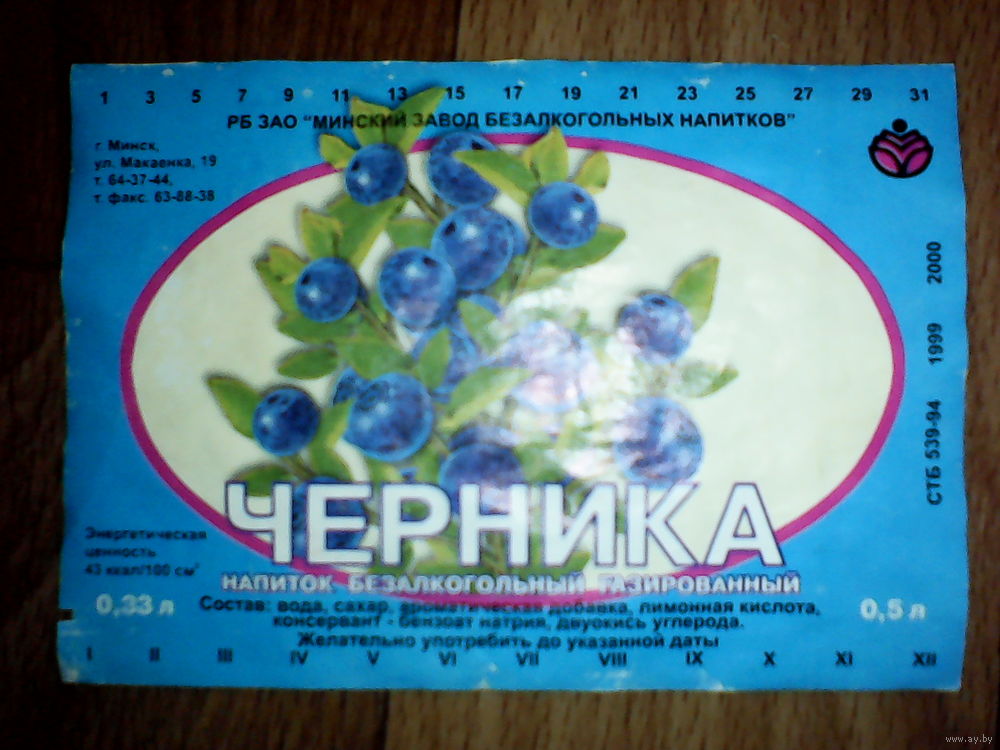 1 3 5 7 9 11 13 15 17 19 21 23 25 27 29 31
РБ ЗАО "МИНСКИЙ ЗАВОД БЕЗАЛКОГОЛЬНЫХ НАПИТКОВ"
г. Минск,
ул. Макаенка, 19
т. 64-37-44,
т. факс. 63-88-38
СТБ 539-94 1999 2000
ЧЕРНИКА
НАПИТОК БЕЗАЛКОГОЛЬНЫЙ ГАЗИРОВАННЫЙ
Энергетическая
ценность
43 ккал/100 см³
0,33 л
Состав: вода, сахар, ароматическая добавка, лимонная кислота,
консервант - бензоат натрия, двуокись углерода.
Желательно употребить до указанной даты
0,5 л
I II III IV V VI VII VIII IX X XI XII
www.ay.by